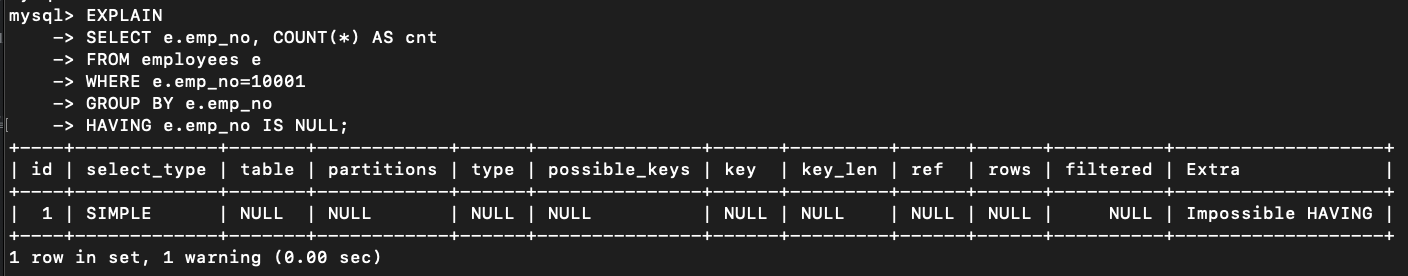 mysql> EXPLAIN
    -> SELECT e.emp_no, COUNT(*) AS cnt
    -> FROM employees e
    -> WHERE e.emp_no=10001
    -> GROUP BY e.emp_no
    -> HAVING e.emp_no IS NULL;
+----+-------------+-------+------------+------+---------------+------+---------+------+------+----------+-------------------+
| id | select_type | table | partitions | type | possible_keys | key  | key_len | ref  | rows | filtered | Extra             |
+----+-------------+-------+------------+------+---------------+------+---------+------+------+----------+-------------------+
|  1 | SIMPLE      | NULL  | NULL       | NULL | NULL          | NULL | NULL    | NULL | NULL |     NULL | Impossible HAVING |
+----+-------------+-------+------------+------+---------------+------+---------+------+------+----------+-------------------+
1 row in set, 1 warning (0.00 sec)